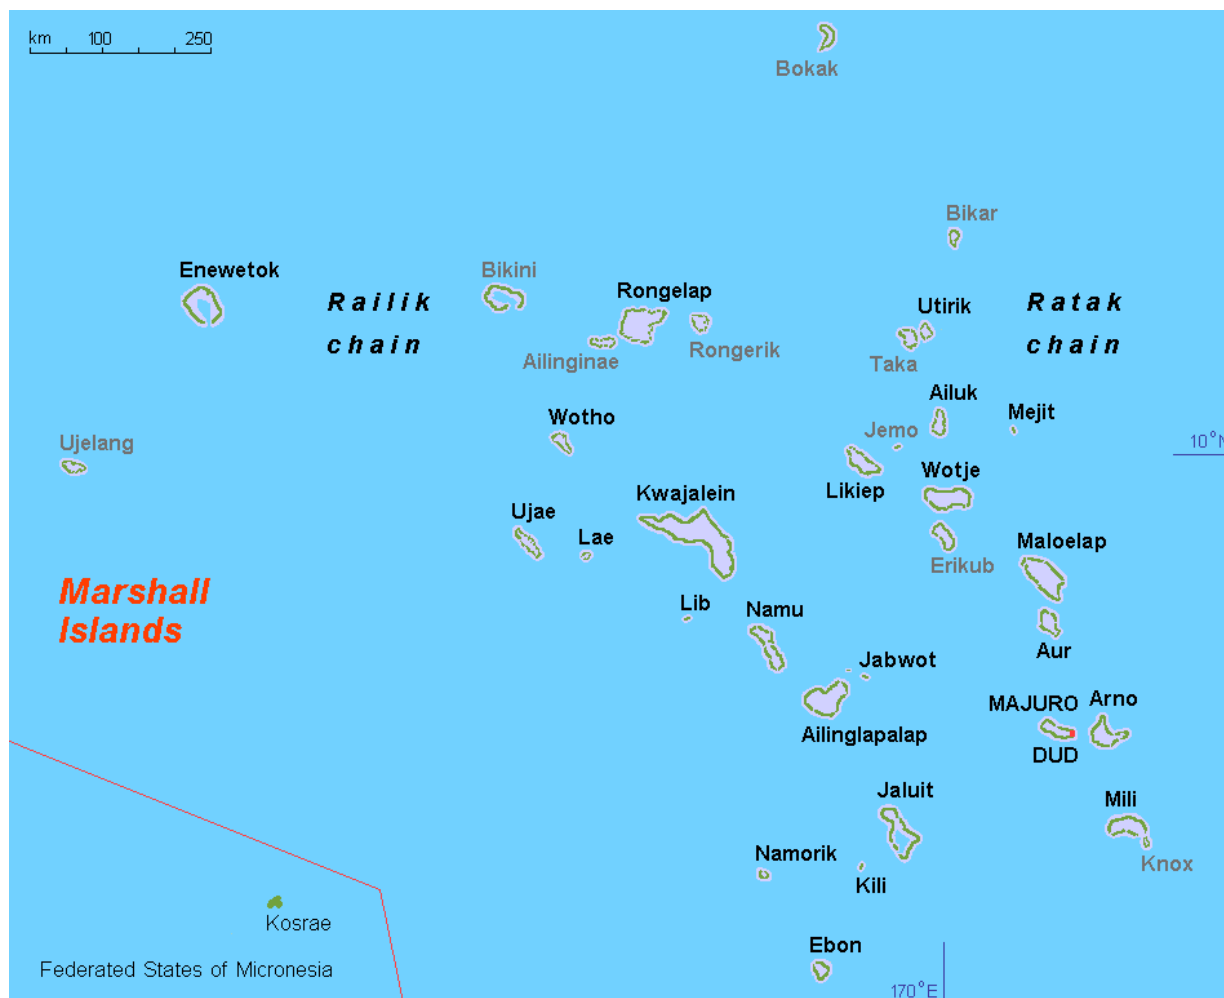 km 100 250
Bokak
Bikar
Enewetok
Bikini
Railik
chain
Rongelap
Utirik
Ratak
chain
Ailinginae
Rongerik
Taka
Ailuk
Mejit
Wotho
Jemo
Ujelang
10°N
Likiep
Wotje
Kwajalein
Ujae
Lae
Erikub
Maloelap
Marshall
Islands
Lib
Namu
Aur
Jabwot
MAJURO
Arno
Ailinglapalap
DUD
Jaluit
Mili
Namorik
Kili
Knox
Kosrae
Ebon
Federated States of Micronesia
170°E